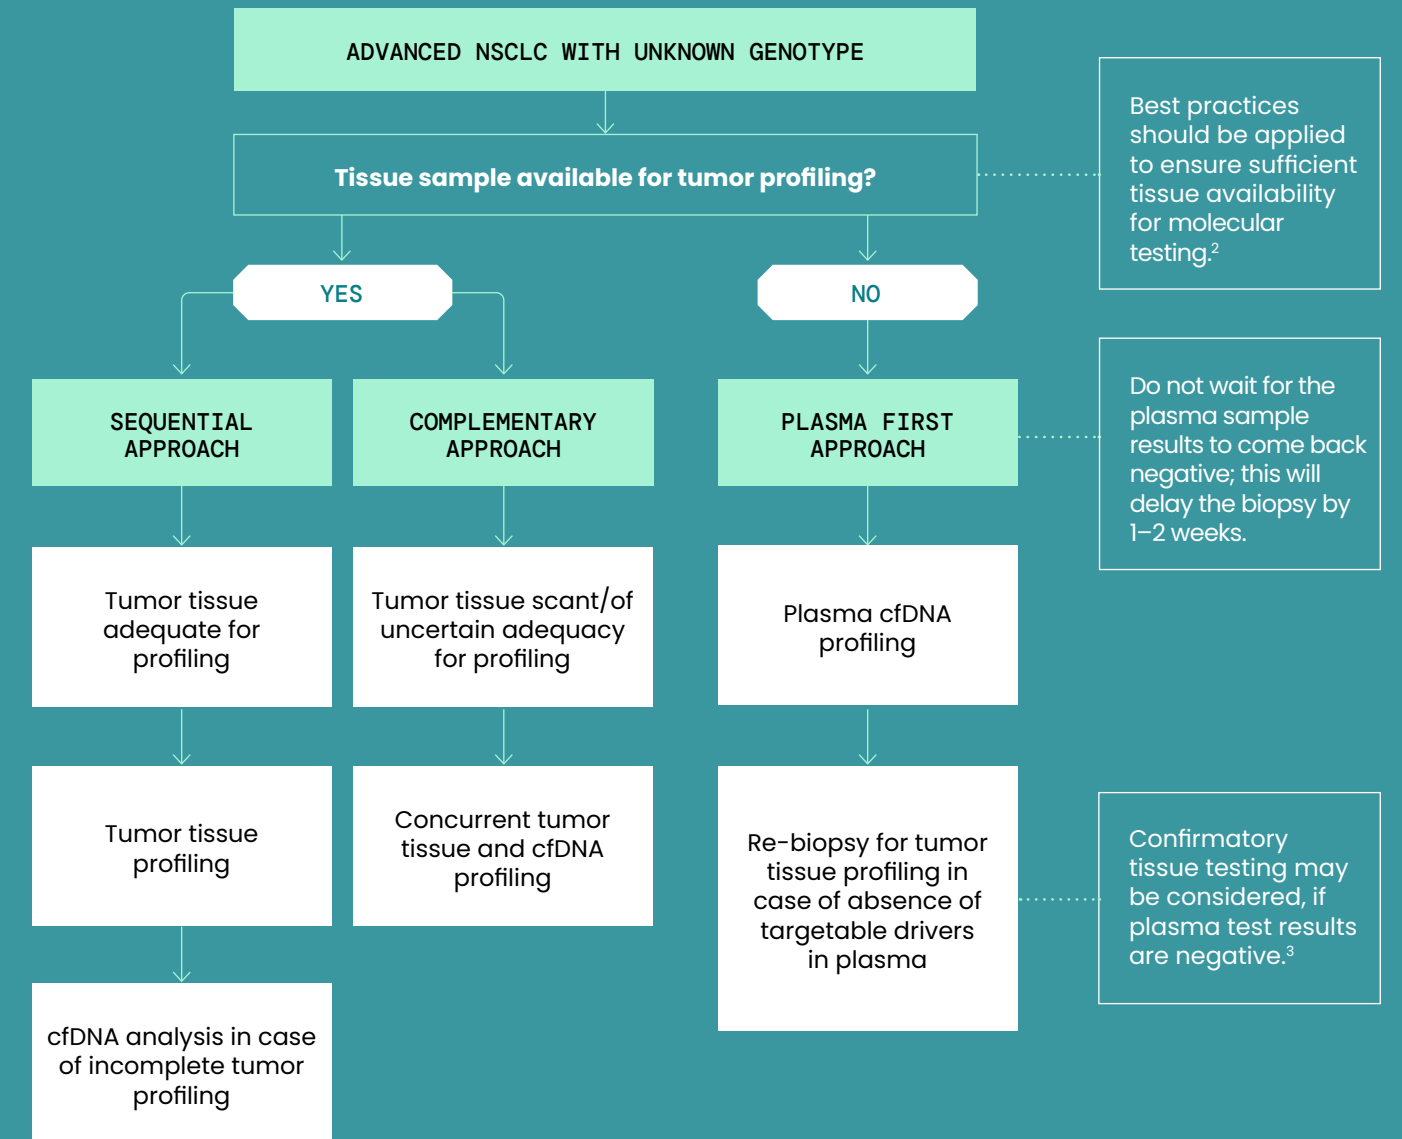 ADVANCED NSCLC WITH UNKNOWN GENOTYPE
Tissue sample available for tumor profiling?
Best practices
should be applied
to ensure sufficient
tissue availability
for molecular
testing.²
YES
NO
SEQUENTIAL
APPROACH
COMPLEMENTARY
APPROACH
PLASMA FIRST
APPROACH
Do not wait for the
plasma sample
results to come back
negative; this will
delay the biopsy by
1–2 weeks.
Tumor tissue
adequate for
profiling
Tumor tissue scant/of
uncertain adequacy
for profiling
Plasma cfDNA
profiling
Tumor tissue
profiling
Concurrent tumor
tissue and cfDNA
profiling
Re-biopsy for tumor
tissue profiling in
case of absence of
targetable drivers
in plasma
Confirmatory
tissue testing may
be considered, if
plasma test results
are negative.³
cfDNA analysis in case
of incomplete tumor
profiling